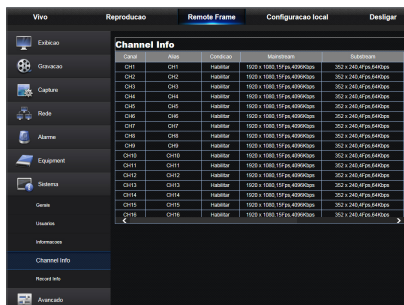 Vivo Reproducao Remote Frame Configuracao local Desligar
Exibicao
Gravacao
Capture
Rede
Alarme
Equipment
Sistema
Gerais
Usuarios
Informacoes
Channel Info
Record Info
Avancado
Channel Info
Canal Alias Condicao Mainstream Substream
CH1 CH1 Habilitar 1920 x 1080,15Fps,4096Kbps 352 x 240,4Fps,64Kbps
CH2 CH2 Habilitar 1920 x 1080,15Fps,4096Kbps 352 x 240,4Fps,64Kbps
CH3 CH3 Habilitar 1920 x 1080,15Fps,4096Kbps 352 x 240,4Fps,64Kbps
CH4 CH4 Habilitar 1920 x 1080,15Fps,4096Kbps 352 x 240,4Fps,64Kbps
CH5 CH5 Habilitar 1920 x 1080,15Fps,4096Kbps 352 x 240,4Fps,64Kbps
CH6 CH6 Habilitar 1920 x 1080,15Fps,4096Kbps 352 x 240,4Fps,64Kbps
CH7 CH7 Habilitar 1920 x 1080,15Fps,4096Kbps 352 x 240,4Fps,64Kbps
CH8 CH8 Habilitar 1920 x 1080,15Fps,4096Kbps 352 x 240,4Fps,64Kbps
CH9 CH9 Habilitar 1920 x 1080,15Fps,4096Kbps 352 x 240,4Fps,64Kbps
CH10 CH10 Habilitar 1920 x 1080,15Fps,4096Kbps 352 x 240,4Fps,64Kbps
CH11 CH11 Habilitar 1920 x 1080,15Fps,4096Kbps 352 x 240,4Fps,64Kbps
CH12 CH12 Habilitar 1920 x 1080,15Fps,4096Kbps 352 x 240,4Fps,64Kbps
CH13 CH13 Habilitar 1920 x 1080,15Fps,4096Kbps 352 x 240,4Fps,64Kbps
CH14 CH14 Habilitar 1920 x 1080,15Fps,4096Kbps 352 x 240,4Fps,64Kbps
CH15 CH15 Habilitar 1920 x 1080,15Fps,4096Kbps 352 x 240,4Fps,64Kbps
CH16 CH16 Habilitar 1920 x 1080,15Fps,4096Kbps 352 x 240,4Fps,64Kbps